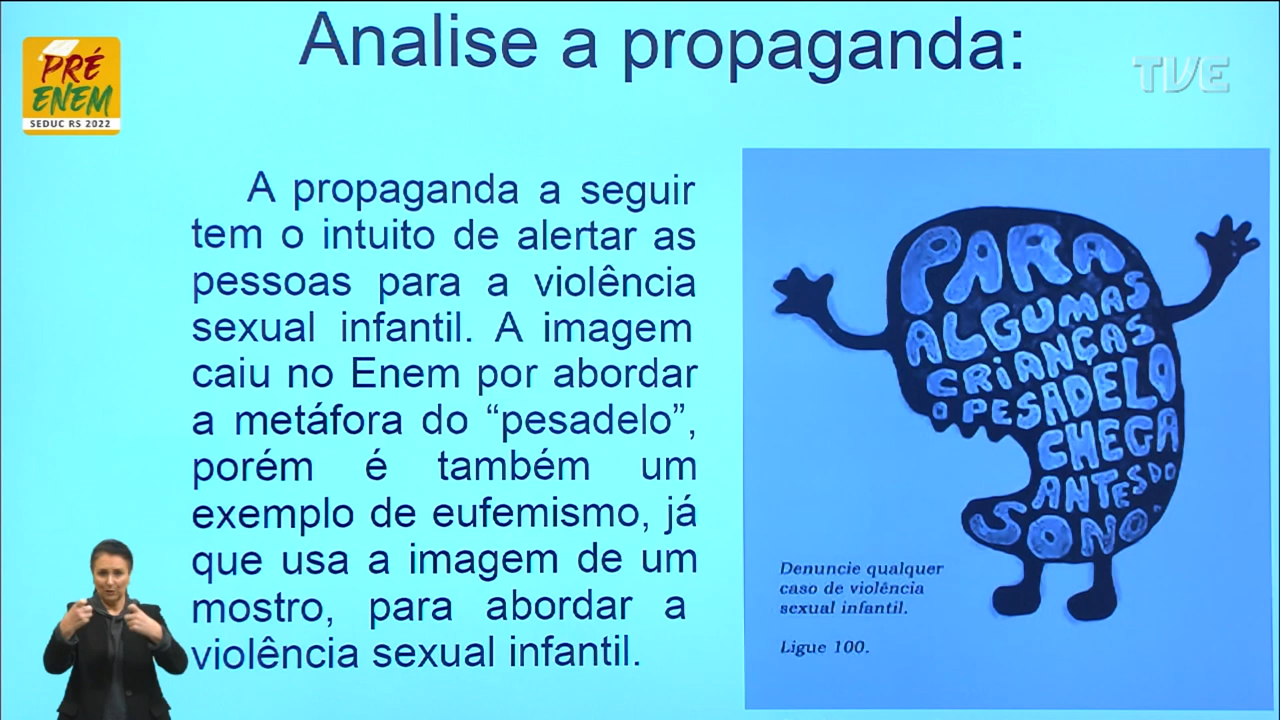 Analise a propaganda:
PRÉ
ENEM
SEDUC RS 2022
TVE
A propaganda a seguir
tem o intuito de alertar as
pessoas para a violência
sexual infantil. A imagem
caiu no Enem por abordar
a metáfora do “pesadelo”,
porém é também um
exemplo de eufemismo, já
que usa a imagem de um
mostro, para abordar a
violência sexual infantil.
PARA
ALGUMAS
CRIANÇAS
O PESADELO
CHEGA
ANTES DO
SONO.
Denuncie qualquer
caso de violência
sexual infantil.
Ligue 100.